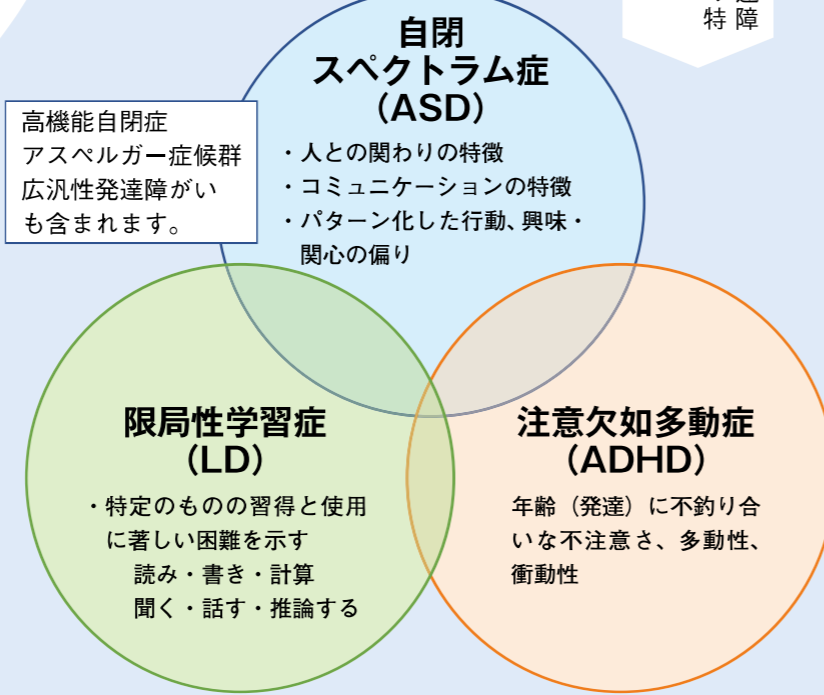 障
特
自閉
スペクトラム症
(ASD)
・人との関わりの特徴
・コミュニケーションの特徴
・パターン化した行動、興味・
関心の偏り
高機能自閉症
アスペルガー症候群
広汎性発達障がい
も含まれます。
限局性学習症
(LD)
・特定のものの習得と使用
に著しい困難を示す
読み・書き・計算
聞く・話す・推論する
注意欠如多動症
(ADHD)
年齢（発達）に不釣り合
いな不注意さ、多動性、
衝動性